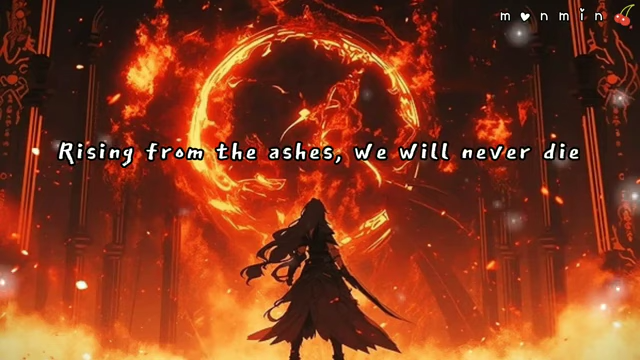 m♥nmin🍒
Rising from the ashes, we will never die